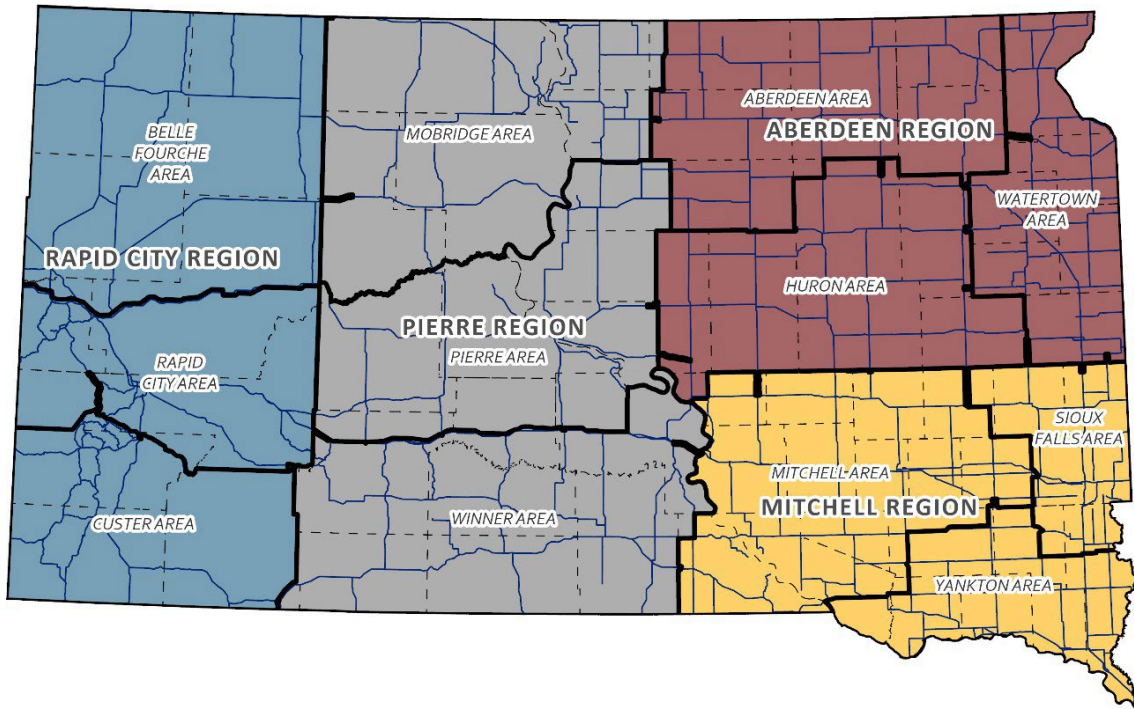 BELLE
FOURCHE
AREA
RAPID CITY REGION
RAPID
CITY AREA
CUSTER AREA
MOBRIDGE AREA
PIERRE REGION
PIERRE AREA
WINNER AREA
ABERDEEN AREA
ABERDEEN REGION
WATERTOWN
AREA
HURON AREA
SIOUX
FALLS AREA
MITCHELL AREA
MITCHELL REGION
YANKTON AREA